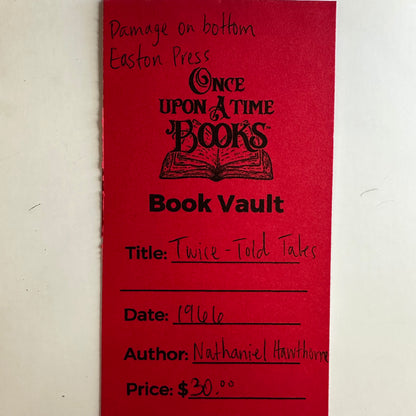 Damage on bottom
Easton Press
ONCE
UPON A TIME
BOOKS
Book Vault
Title: Twice-Told Tales
Date: 1966
Author: Nathaniel Hawthorne
Price: $30.00